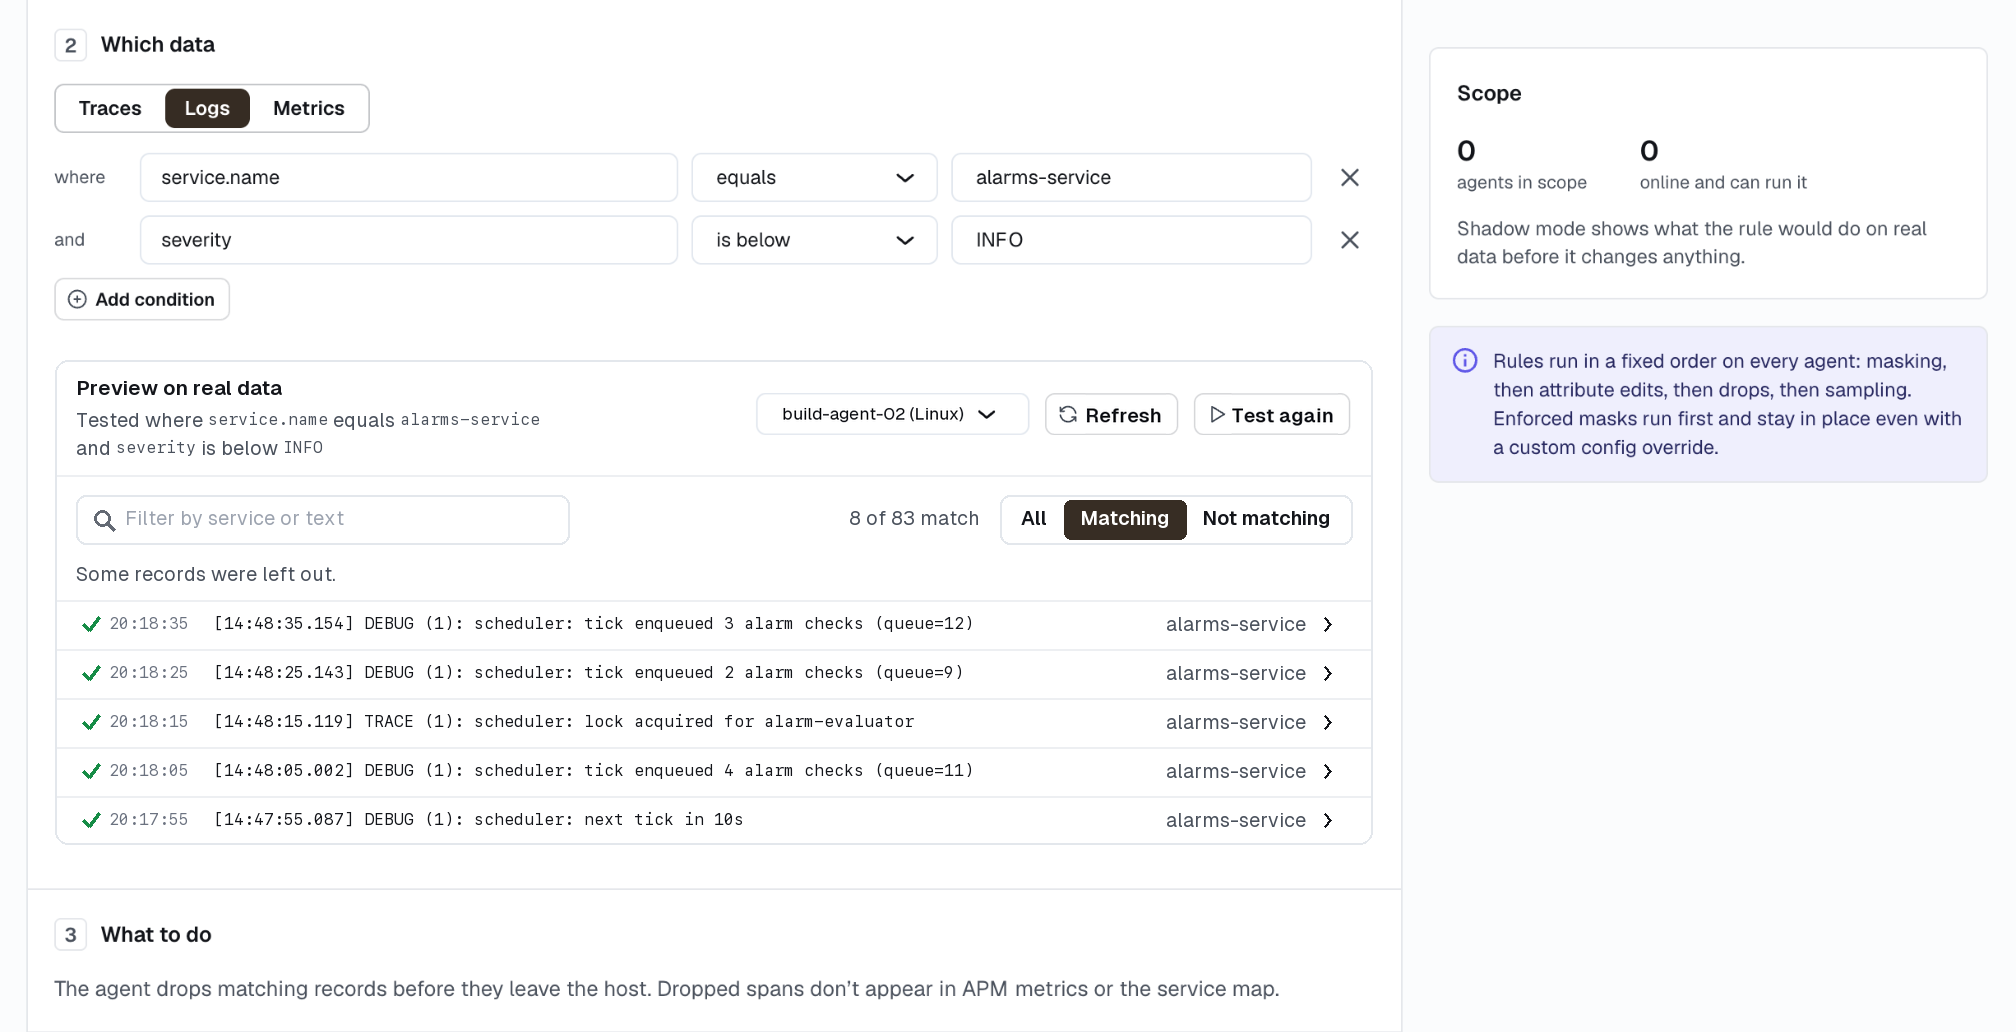 2 Which data
Traces Logs Metrics
where service.name equals alarms-service
and severity is below INFO
Add condition
Preview on real data
Tested where service.name equals alarms-service
and severity is below INFO
build-agent-02 (Linux) Refresh Test again
Filter by service or text 8 of 83 match All Matching Not matching
Some records were left out.
20:18:35 [14:48:35.154] DEBUG (1): scheduler: tick enqueued 3 alarm checks (queue=12) alarms-service
20:18:25 [14:48:25.143] DEBUG (1): scheduler: tick enqueued 2 alarm checks (queue=9) alarms-service
20:18:15 [14:48:15.119] TRACE (1): scheduler: lock acquired for alarm-evaluator alarms-service
20:18:05 [14:48:05.002] DEBUG (1): scheduler: tick enqueued 4 alarm checks (queue=11) alarms-service
20:17:55 [14:47:55.087] DEBUG (1): scheduler: next tick in 10s alarms-service
3 What to do
The agent drops matching records before they leave the host. Dropped spans don’t appear in APM metrics or the service map.
Scope
0 0
agents in scope online and can run it
Shadow mode shows what the rule would do on real
data before it changes anything.
Rules run in a fixed order on every agent: masking,
then attribute edits, then drops, then sampling.
Enforced masks run first and stay in place even with
a custom config override.